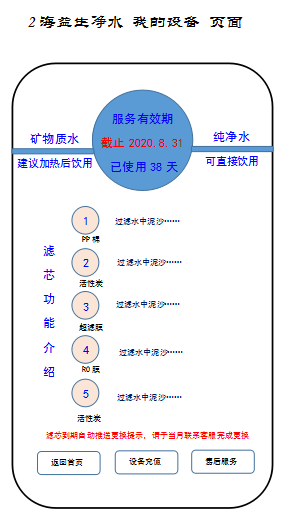 2 海益生净水 我的设备 页面
服务有效期
截止 2020.8.31
已使用 38 天
矿物质水
建议加热后饮用
纯净水
可直接饮用
滤芯功能介绍
1
过滤水中泥沙……
PP 棉
2
过滤水中泥沙……
活性炭
3
过滤水中泥沙……
超滤膜
4
过滤水中泥沙……
RO 膜
5
过滤水中泥沙……
活性炭
滤芯到期自动推送更换提示，请于当月联系客服完成更换
返回首页
设备充值
售后服务